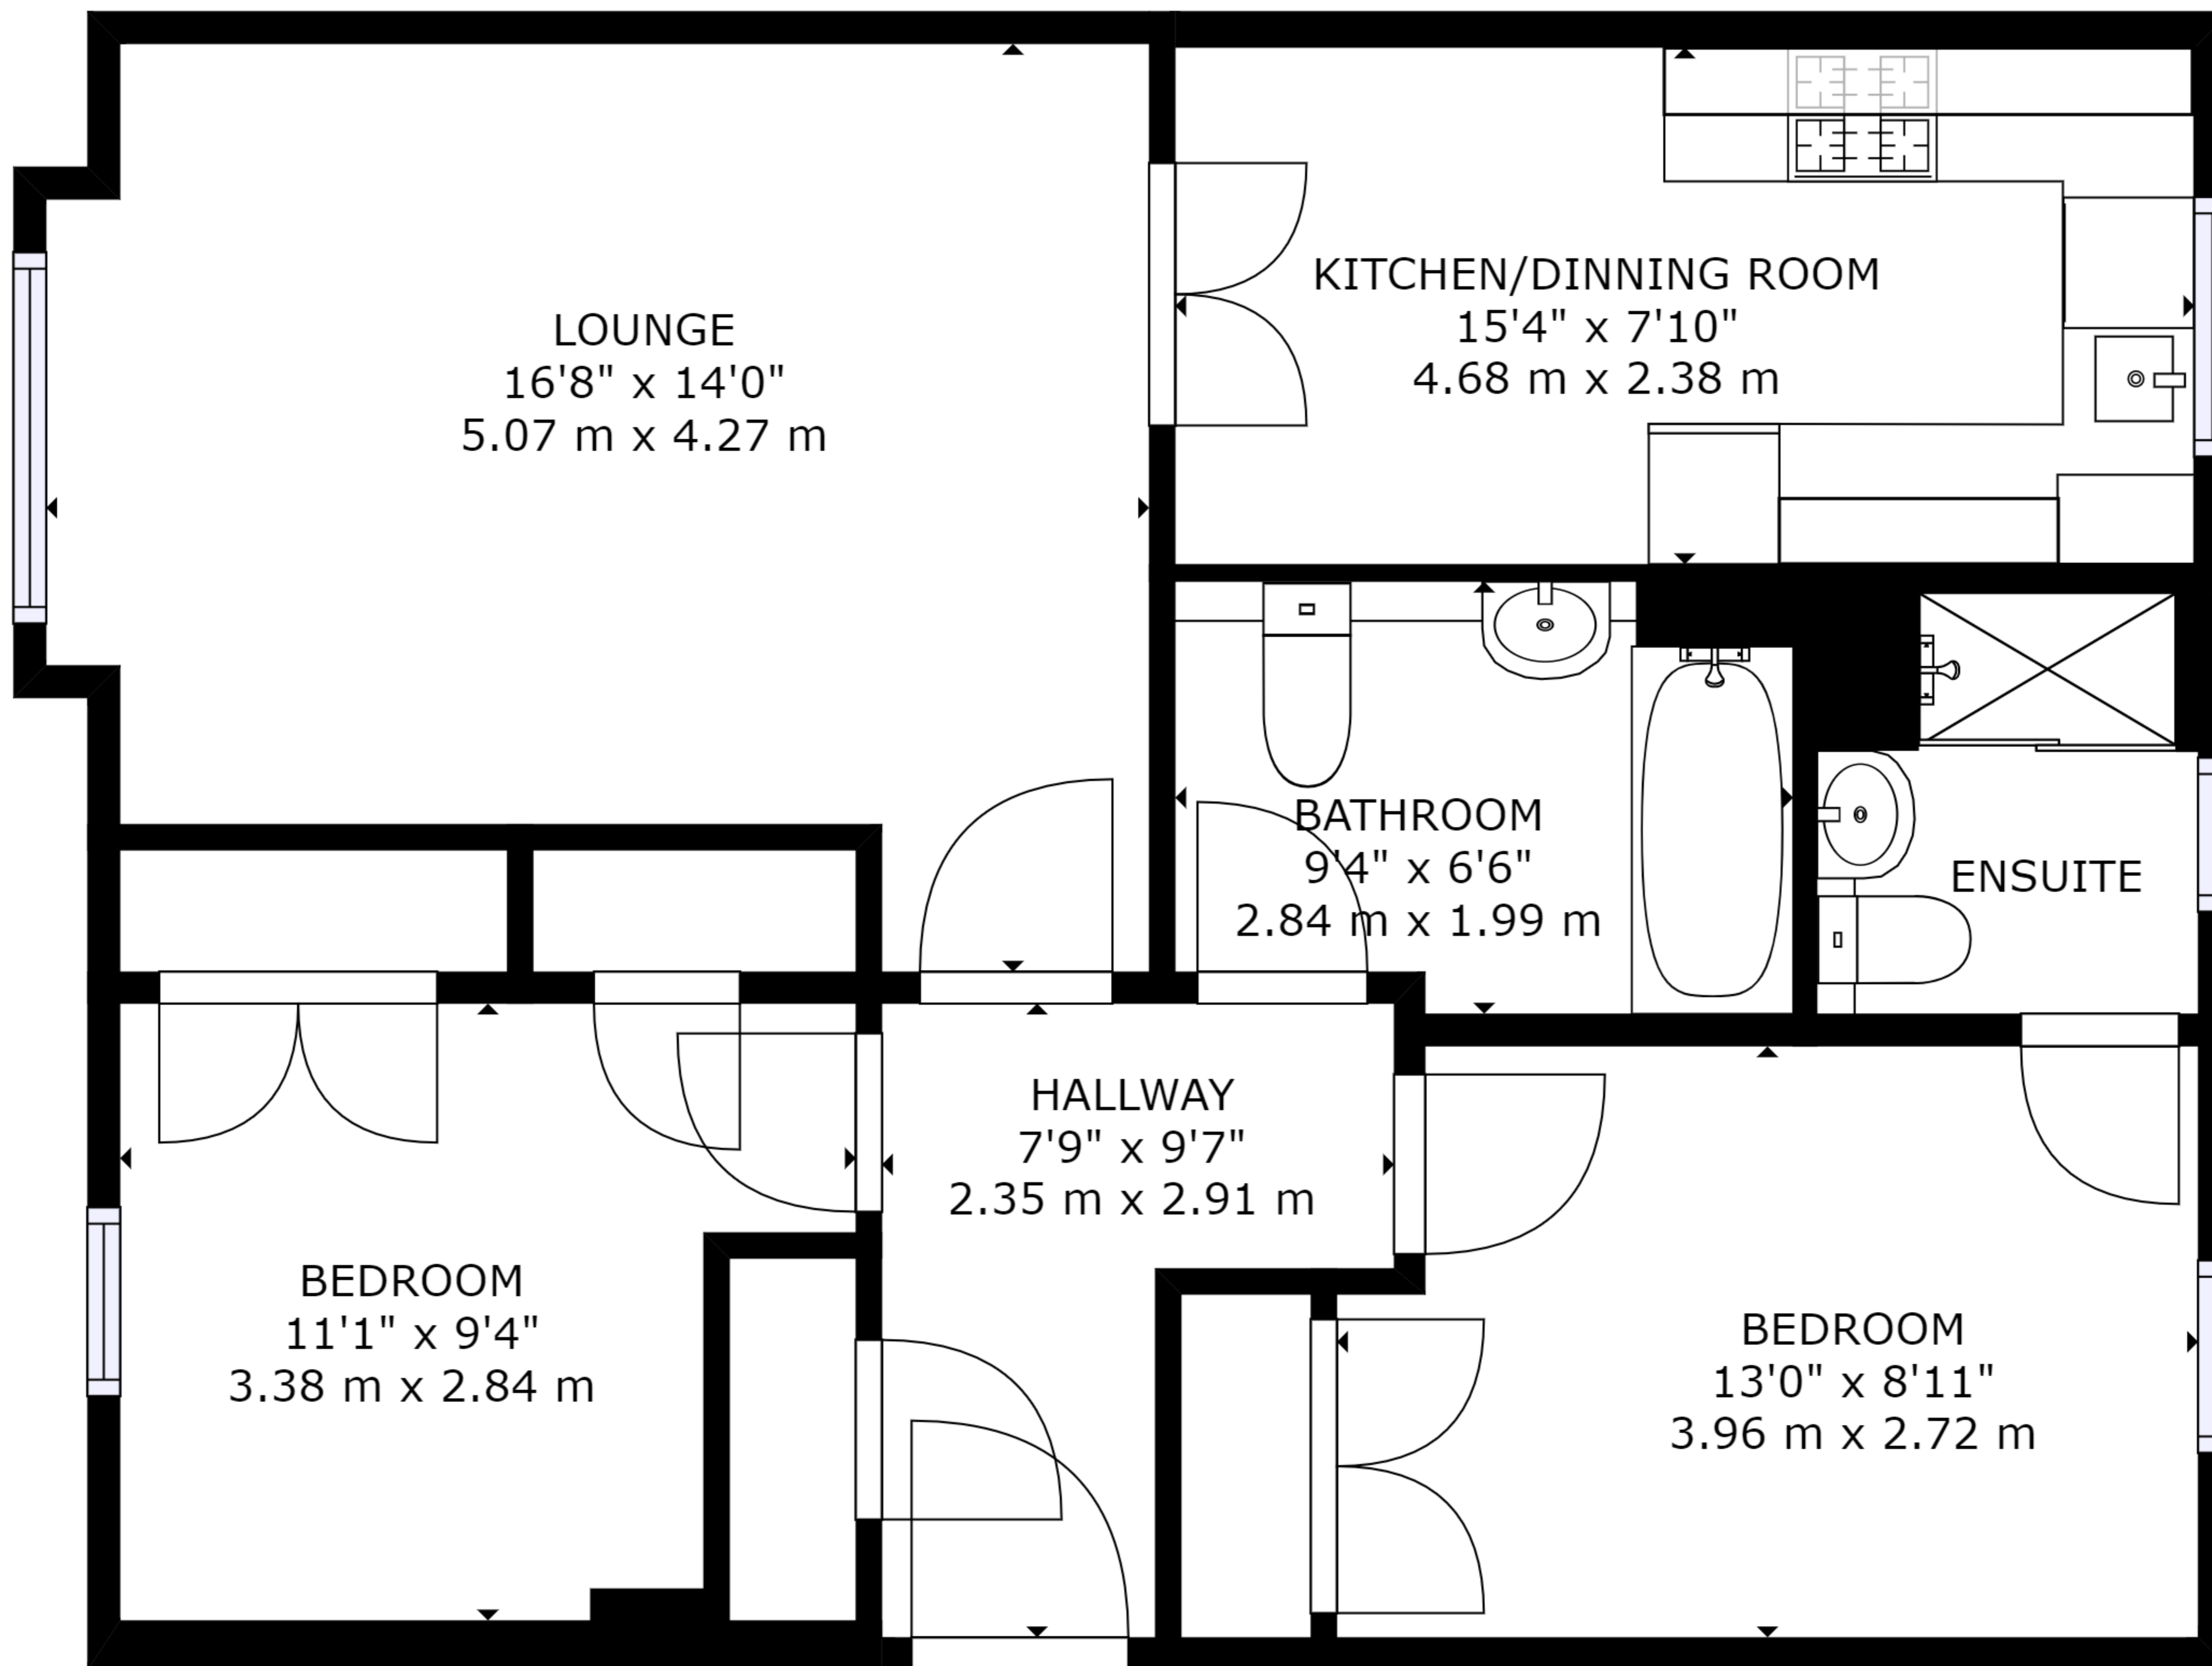 LOUNGE
16'8" x 14'0"
5.07 m x 4.27 m
KITCHEN/DINNING ROOM
15'4" x 7'10"
4.68 m x 2.38 m
BATHROOM
9'4" x 6'6"
2.84 m x 1.99 m
ENSUITE
HALLWAY
7'9" x 9'7"
2.35 m x 2.91 m
BEDROOM
11'1" x 9'4"
3.38 m x 2.84 m
BEDROOM
13'0" x 8'11"
3.96 m x 2.72 m